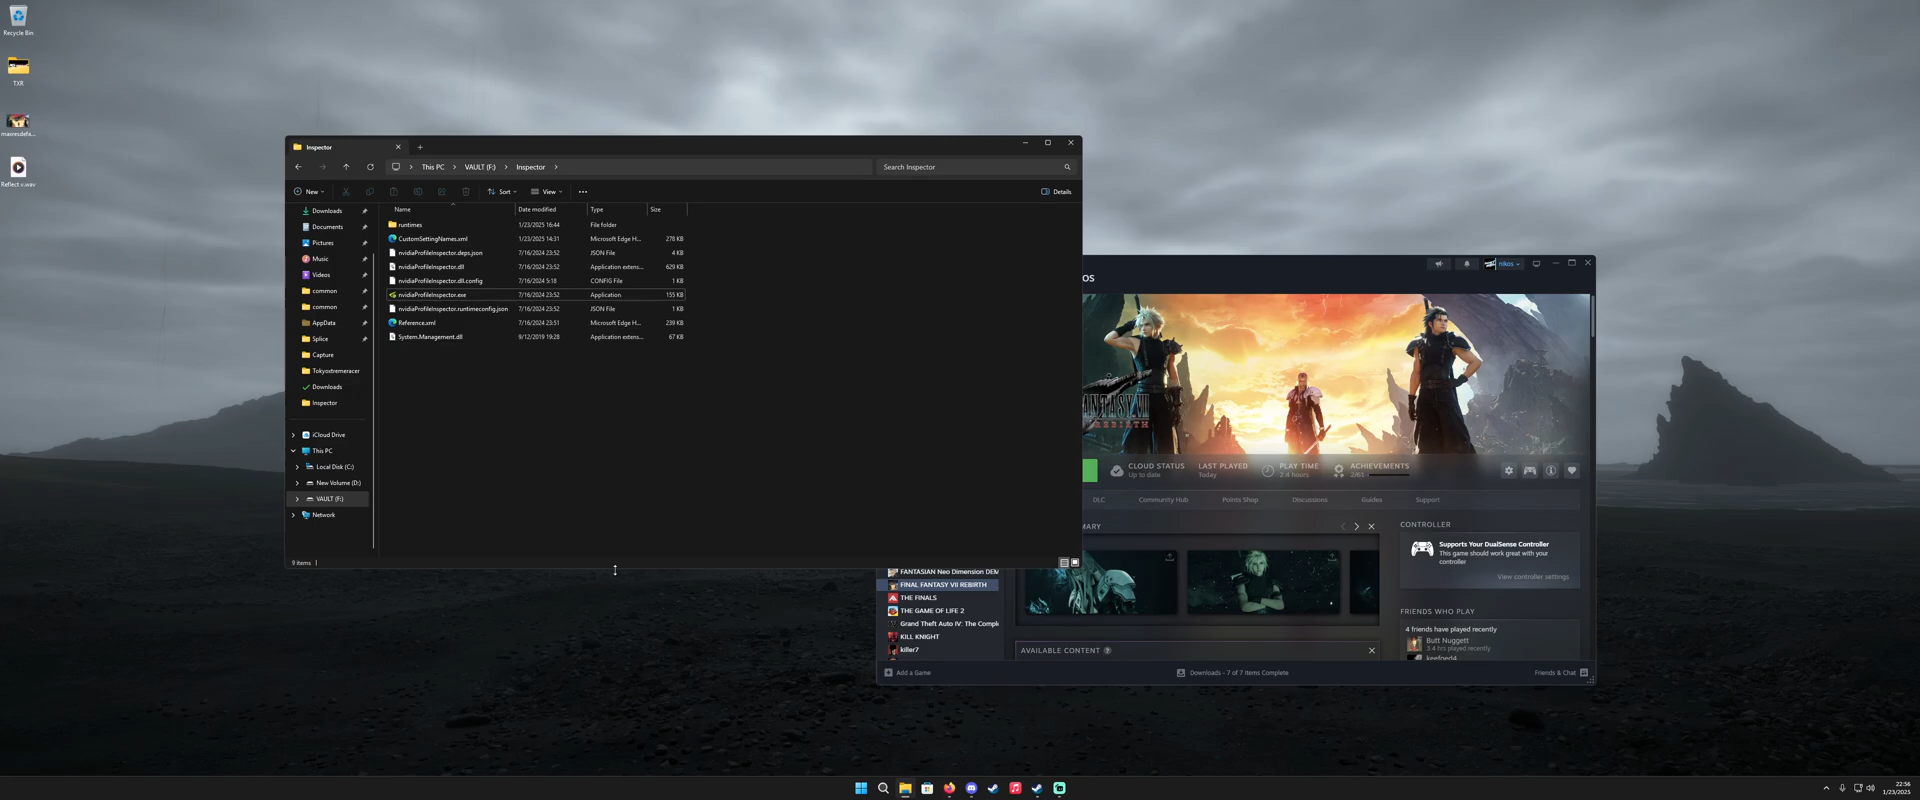 Recycle Bin
TXR
maxresdefa...
Reflect v.wav
Inspector
This PC
VAULT (F:)
Inspector
Search Inspector
New
Sort
View
Details
Downloads
Documents
Pictures
Music
Videos
common
common
AppData
Splice
Capture
Tokyoxtremeracer
Downloads
Inspector
iCloud Drive
This PC
Local Disk (C:)
New Volume (D:)
VAULT (F:)
Network
Name Date modified Type Size
runtimes 1/23/2025 16:44 File folder
CustomSettingNames.xml 1/23/2025 14:31 Microsoft Edge H... 278 KB
nvidiaProfileInspector.deps.json 7/16/2024 23:52 JSON File 4 KB
nvidiaProfileInspector.dll 7/16/2024 23:52 Application extens... 629 KB
nvidiaProfileInspector.dll.config 7/16/2024 5:18 CONFIG File 1 KB
nvidiaProfileInspector.exe 7/16/2024 23:52 Application 155 KB
nvidiaProfileInspector.runtimeconfig.json 7/16/2024 23:52 JSON File 1 KB
Reference.xml 7/16/2024 23:51 Microsoft Edge H... 239 KB
System.Management.dll 9/12/2019 19:28 Application extens... 67 KB
9 items
nikos
OS
ANTASY VII
REBIRTH
CLOUD STATUS
Up to date
LAST PLAYED
Today
PLAY TIME
2.4 hours
ACHIEVEMENTS
2/61
DLC
Community Hub
Points Shop
Discussions
Guides
Support
MARY
CONTROLLER
Supports Your DualSense Controller
This game should work great with your
controller
View controller settings
FANTASIAN Neo Dimension DEM
FINAL FANTASY VII REBIRTH
THE FINALS
THE GAME OF LIFE 2
Grand Theft Auto IV: The Comple
KILL KNIGHT
killer7
FRIENDS WHO PLAY
4 friends have played recently
Butt Nuggett
3.4 hrs played recently
keefoed4
AVAILABLE CONTENT
Add a Game
Downloads - 7 of 7 Items Complete
Friends & Chat
22:56
1/23/2025